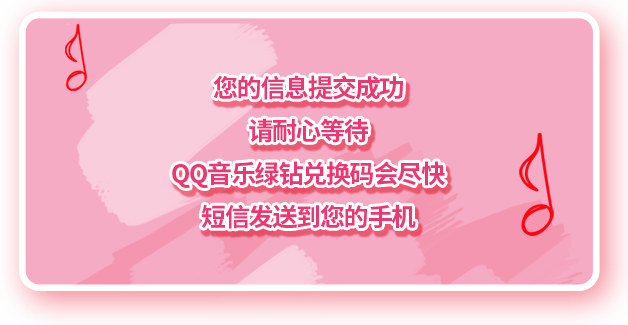 您的信息提交成功
请耐心等待
QQ音乐绿钻兑换码会尽快
短信发送到您的手机